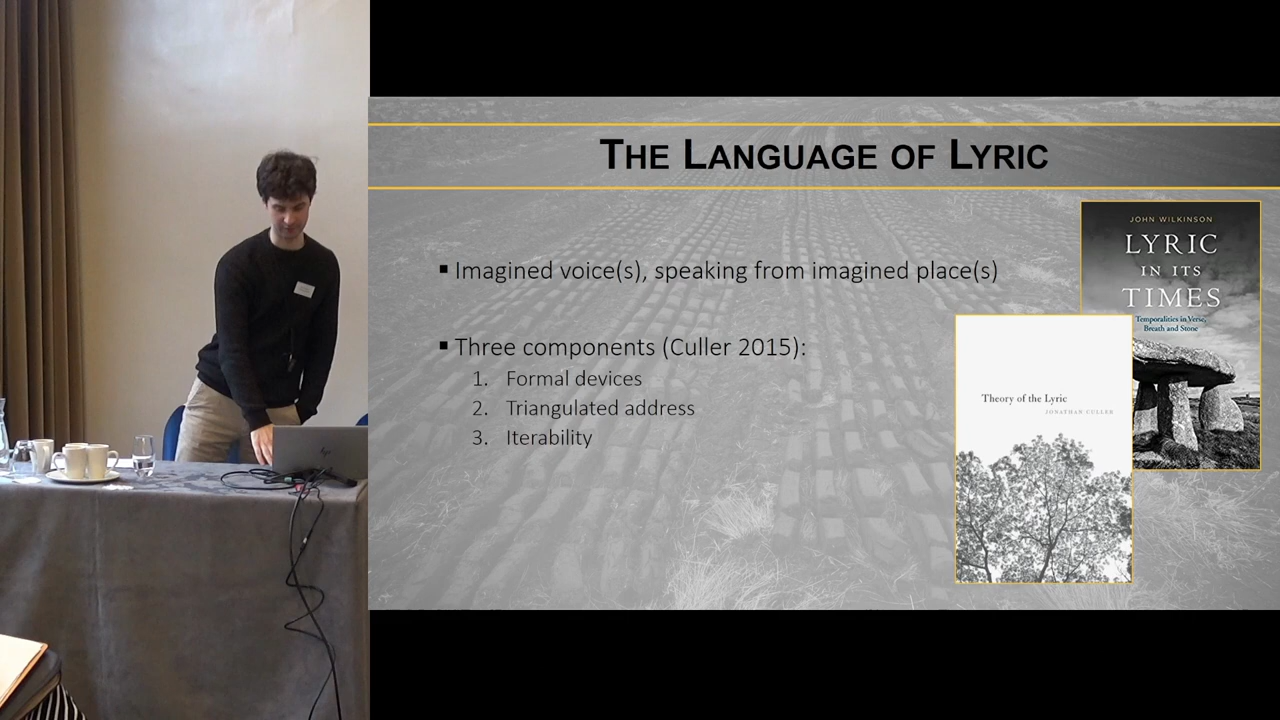 THE LANGUAGE OF LYRIC
▪ Imagined voice(s), speaking from imagined place(s)
▪ Three components (Culler 2015):
1. Formal devices
2. Triangulated address
3. Iterability
JOHN WILKINSON
LYRIC
IN ITS
TIMES
Temporalities in Verse,
Breath and Stone
Theory of the Lyric
JONATHAN CULLER
hp